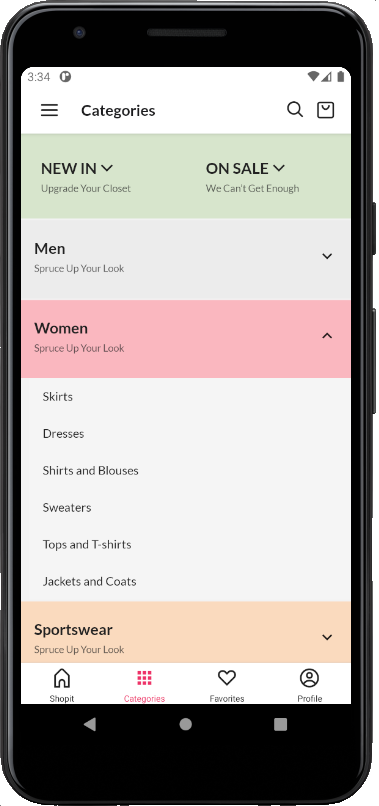 3:34
Categories
NEW IN
ON SALE
Upgrade Your Closet
We Can't Get Enough
Men
Spruce Up Your Look
Women
Spruce Up Your Look
Skirts
Dresses
Shirts and Blouses
Sweaters
Tops and T-shirts
Jackets and Coats
Sportswear
Spruce Up Your Look
Shopit
Categories
Favorites
Profile